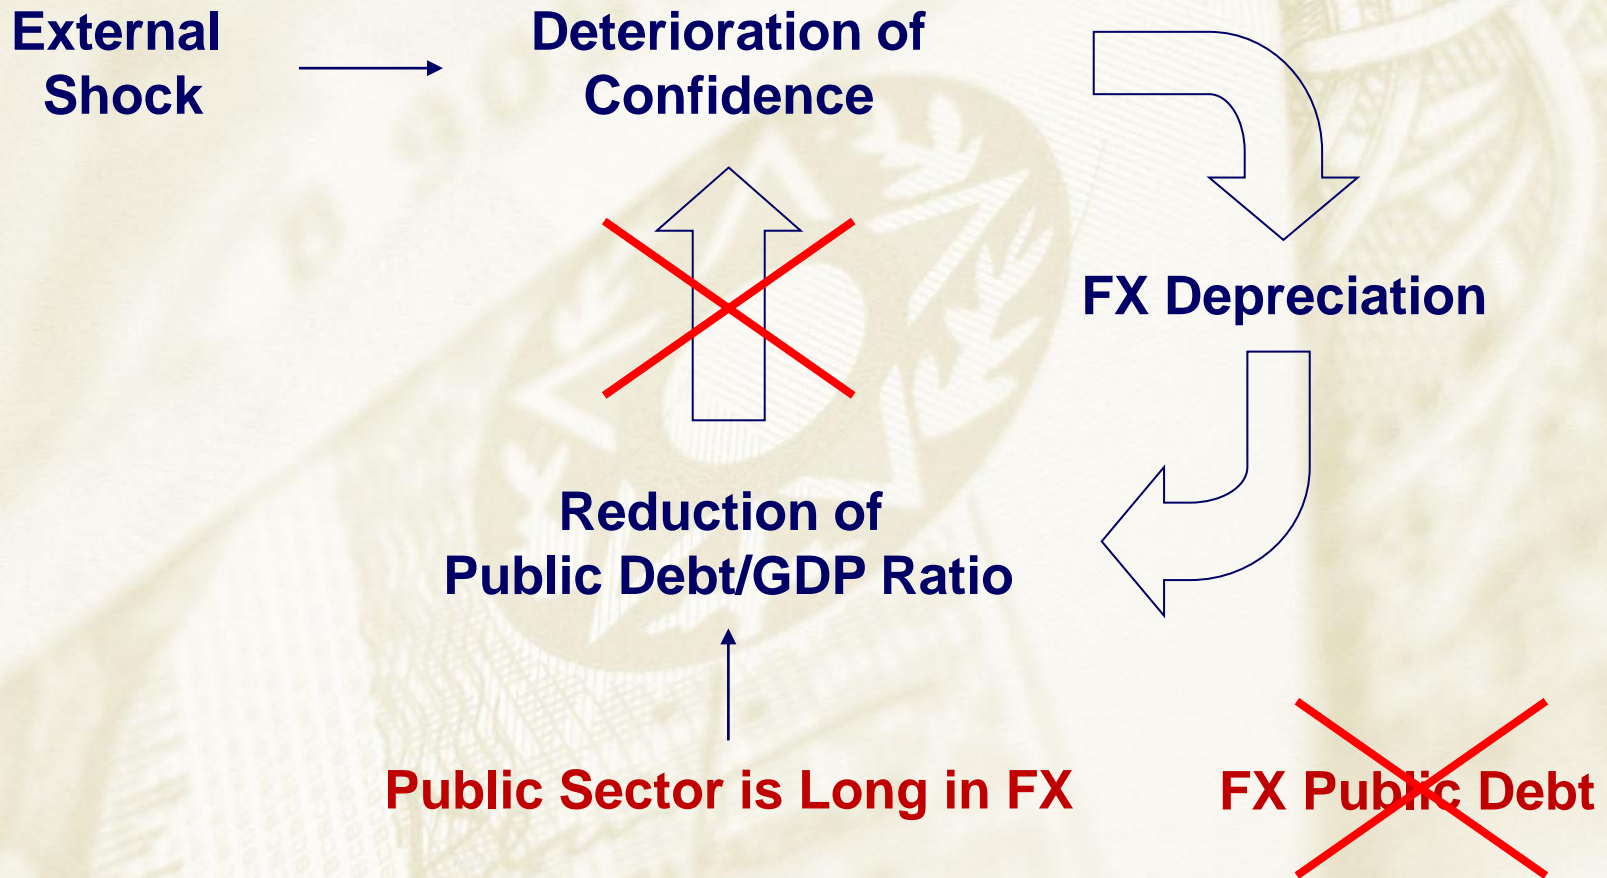 External
Shock
Deterioration of
Confidence
FX Depreciation
Reduction of
Public Debt/GDP Ratio
Public Sector is Long in FX
FX Public Debt